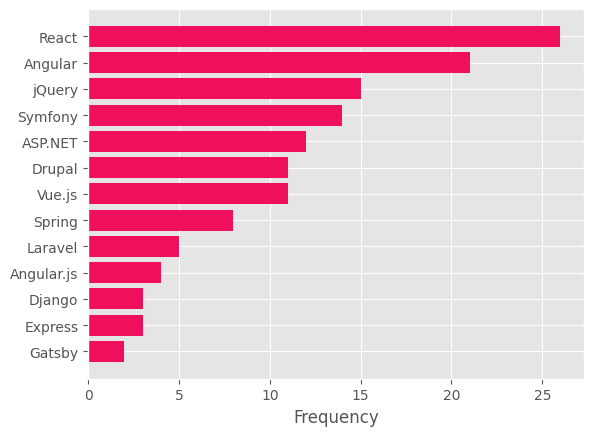 React
Angular
jQuery
Symfony
ASP.NET
Drupal
Vue.js
Spring
Laravel
Angular.js
Django
Express
Gatsby
0 5 10 15 20 25
Frequency